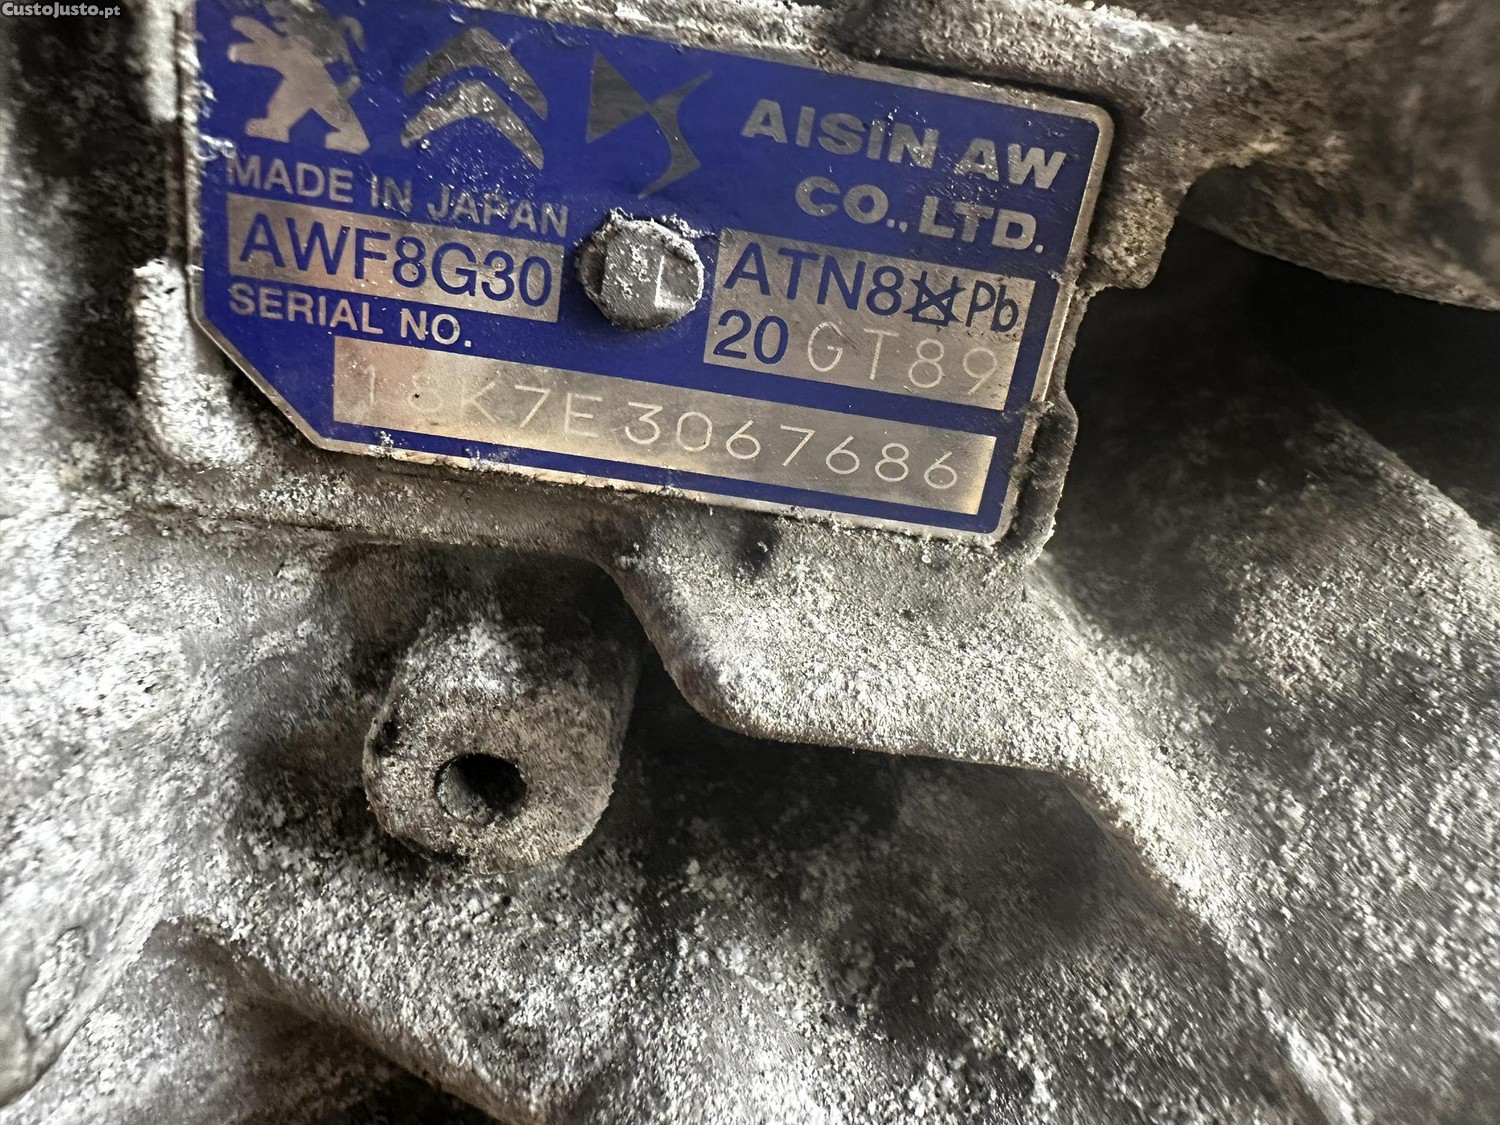 CustoJusto.pt
AISIN AW
CO.,LTD.
MADE IN JAPAN
AWF8G30
ATN8 Pb
20 GT89
SERIAL NO.
18K7E3067686